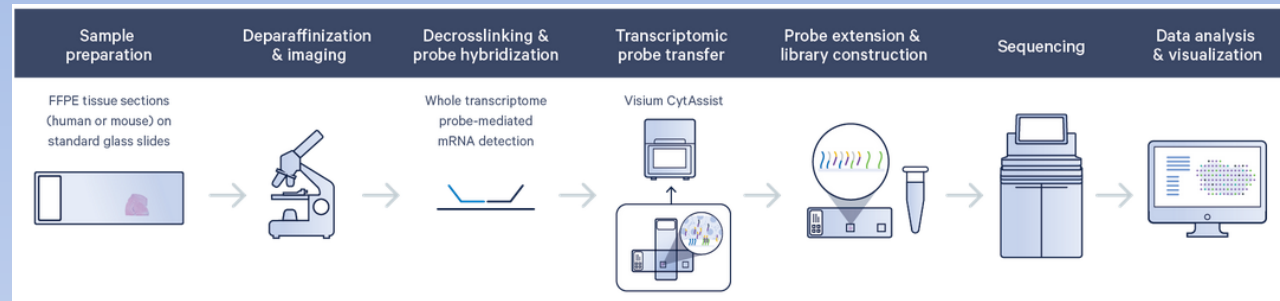 Sample
preparation
Deparaffinization
& imaging
Decrosslinking &
probe hybridization
Transcriptomic
probe transfer
Probe extension &
library construction
Sequencing
Data analysis
& visualization
FFPE tissue sections
(human or mouse) on
standard glass slides
Whole transcriptome
probe-mediated
mRNA detection
Visium CytAssist